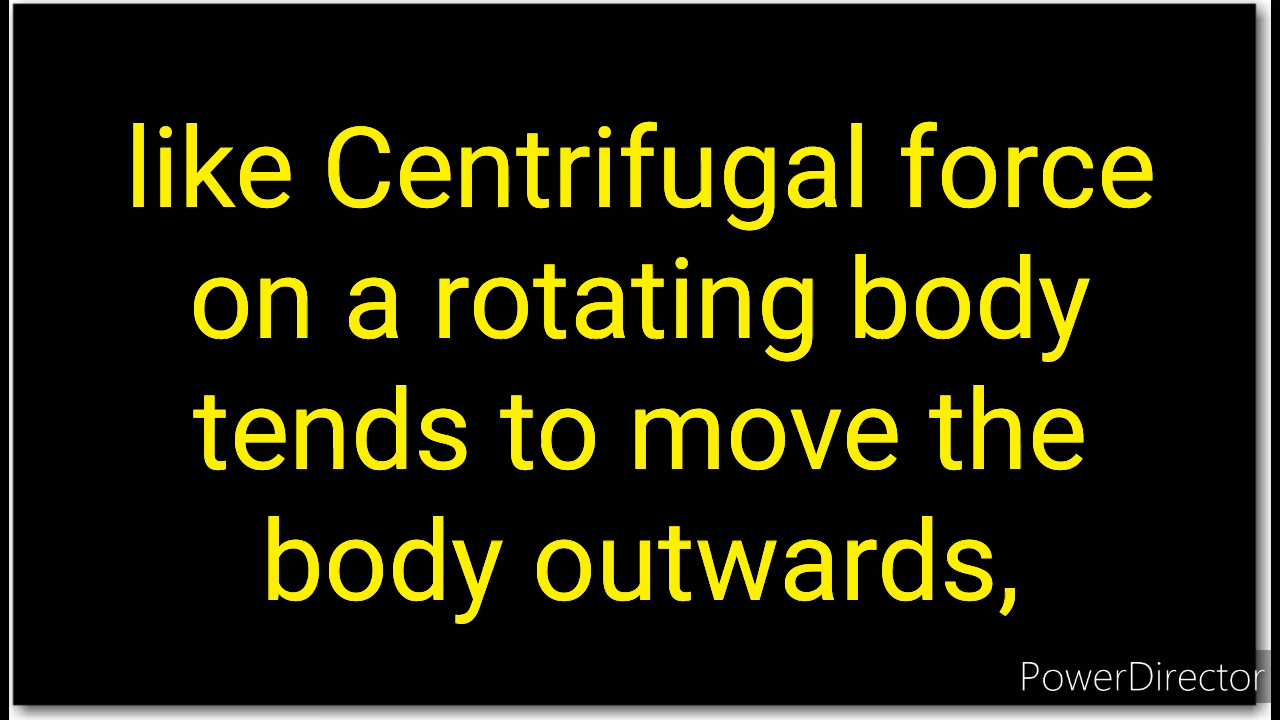 like Centrifugal force
on a rotating body
tends to move the
body outwards,
PowerDirector